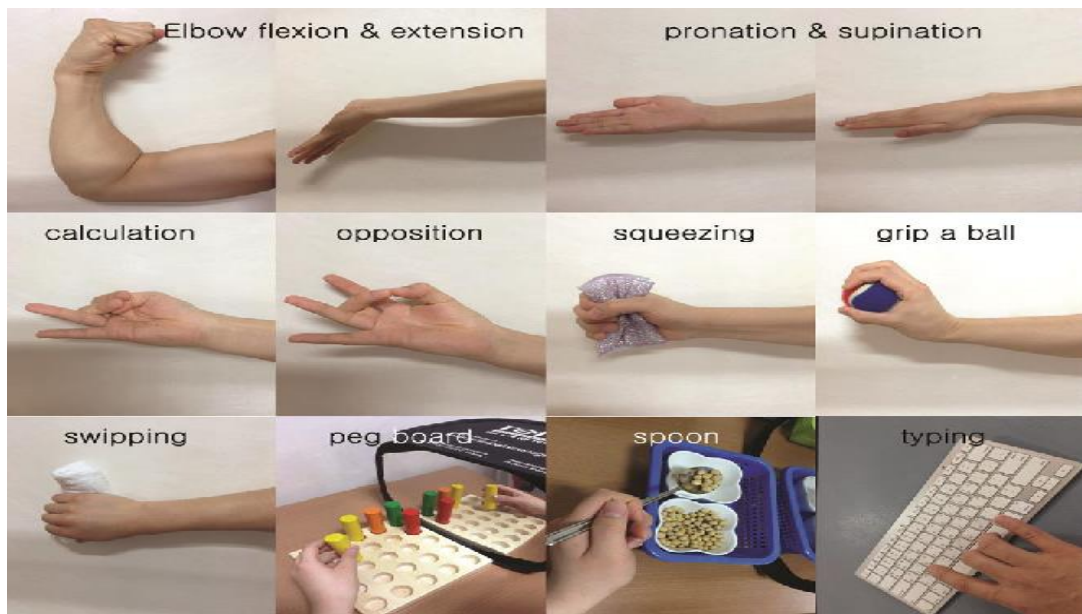 Elbow flexion & extension
pronation & supination
calculation
opposition
squeezing
grip a ball
swipping
peg board
spoon
typing